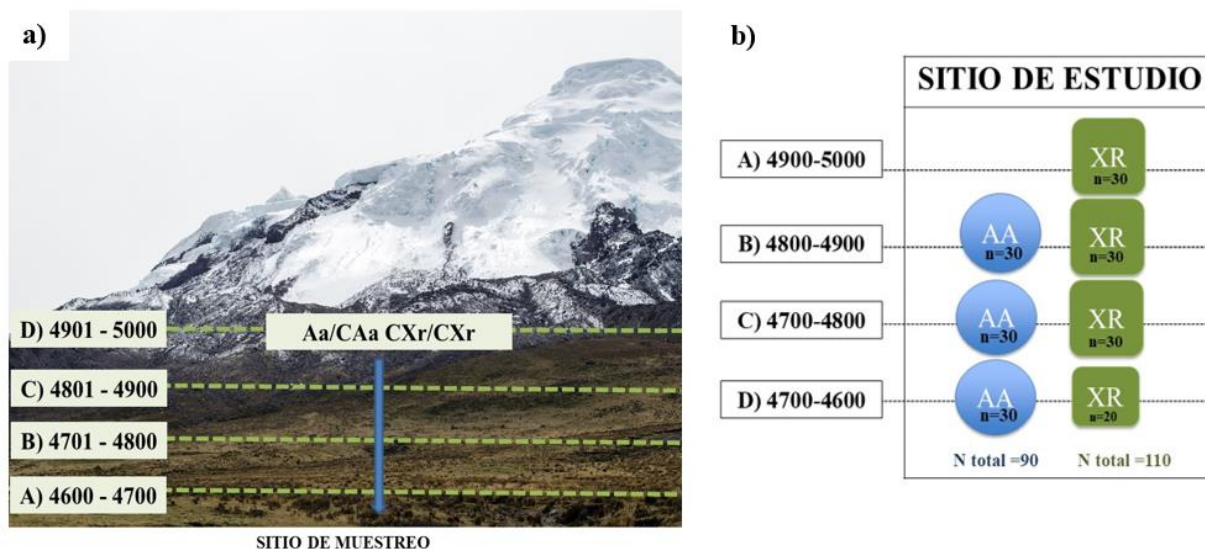 a)
D) 4901 - 5000
Aa/CAa CXr/CXr
C) 4801 - 4900
B) 4701 - 4800
A) 4600 - 4700
SITIO DE MUESTREO
b)
SITIO DE ESTUDIO
A) 4900-5000
XR
n=30
B) 4800-4900
AA
n=30
XR
n=30
C) 4700-4800
AA
n=30
XR
n=30
D) 4700-4600
AA
n=30
XR
n=20
N total =90
N total =110